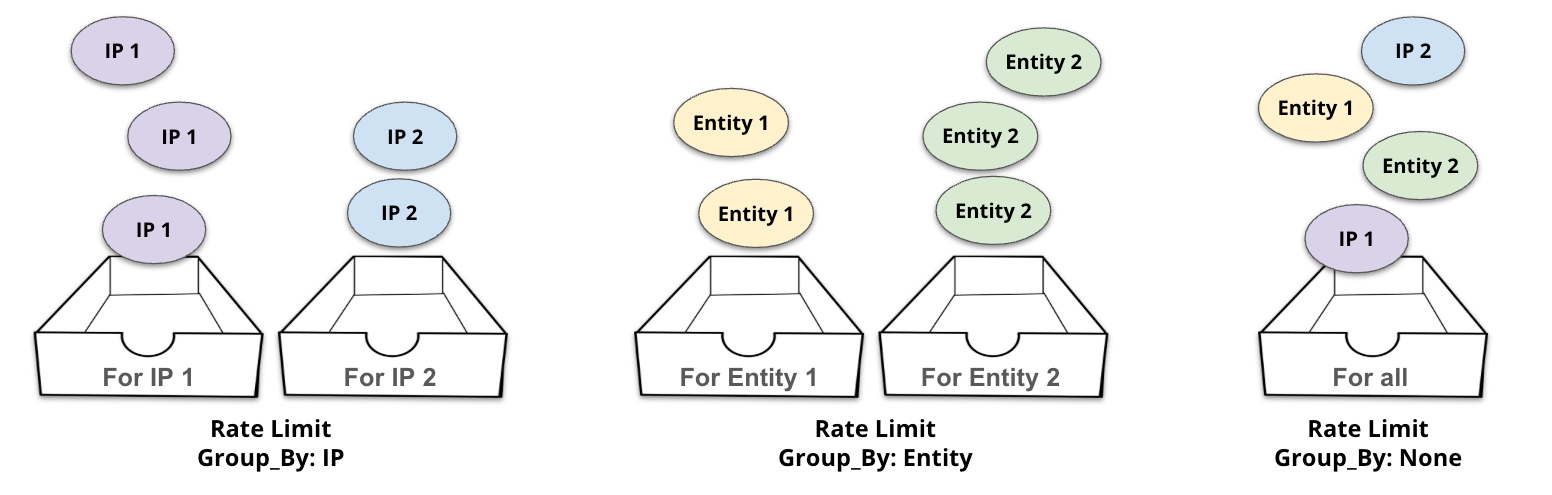 IP 1
IP 1
IP 2
IP 1
IP 2
For IP 1
For IP 2
Rate Limit
Group_By: IP
Entity 2
Entity 1
Entity 2
Entity 1
Entity 2
For Entity 1
For Entity 2
Rate Limit
Group_By: Entity
IP 2
Entity 1
Entity 2
IP 1
For all
Rate Limit
Group_By: None